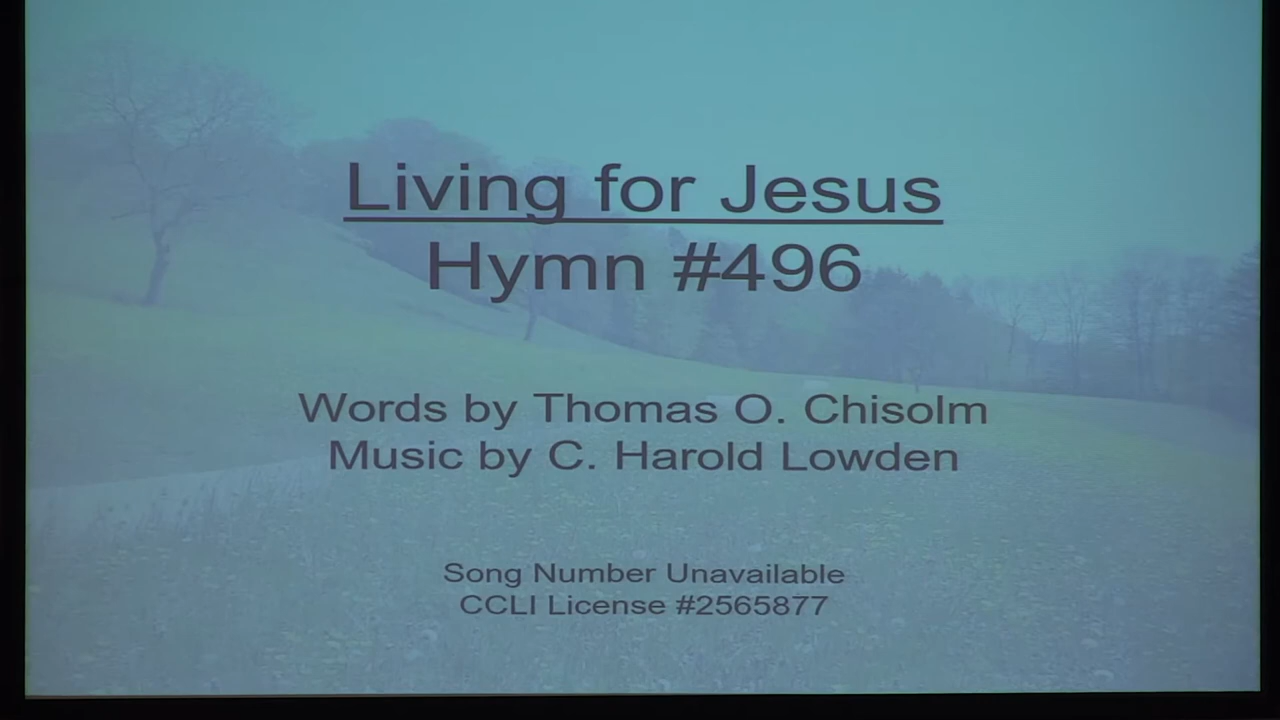 Living for Jesus
Hymn #496
Words by Thomas O. Chisolm
Music by C. Harold Lowden
Song Number Unavailable
CCLI License #2565877